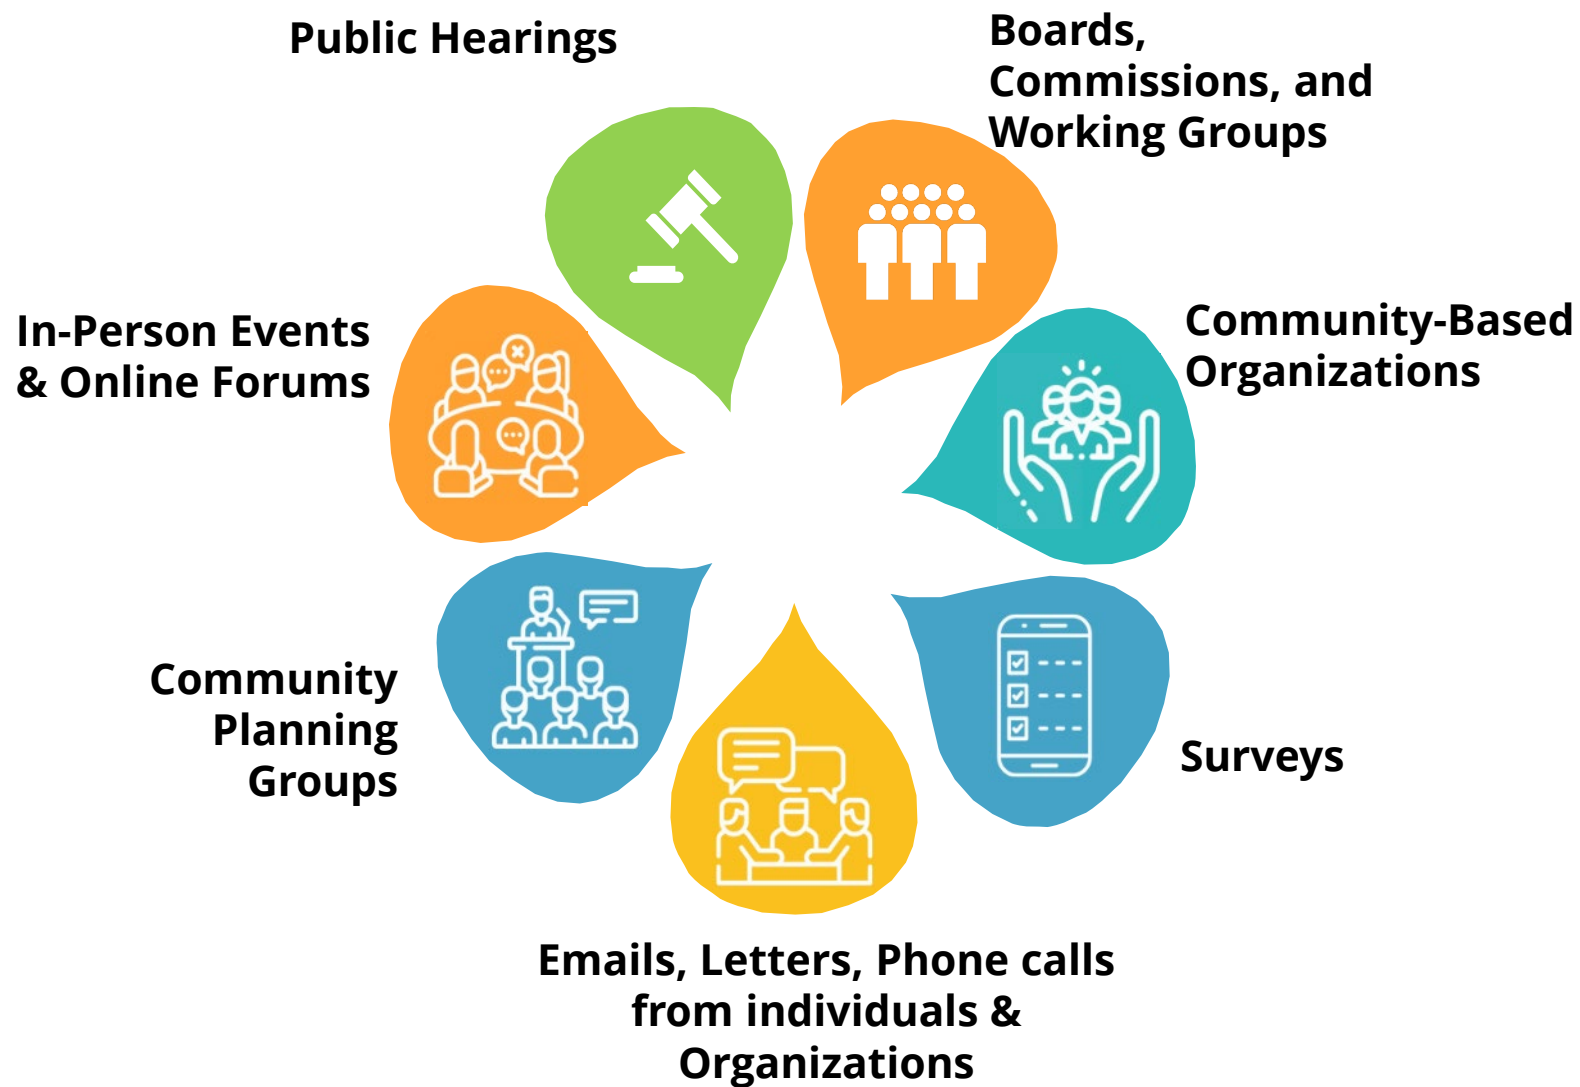 Public Hearings
Boards,
Commissions, and
Working Groups
In-Person Events
& Online Forums
Community-Based
Organizations
Community
Planning
Groups
Surveys
Emails, Letters, Phone calls
from individuals &
Organizations